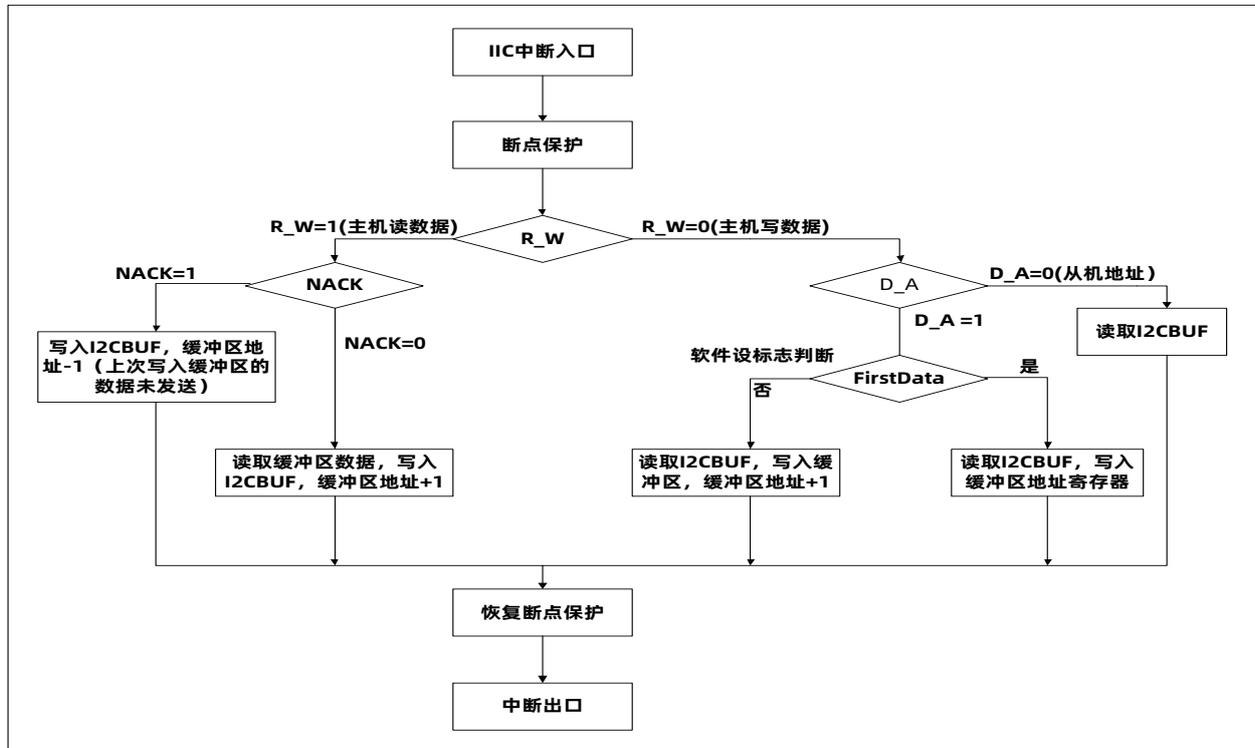 IIC中断入口
断点保护
R_W=1(主机读数据)
R_W
R_W=0(主机写数据)
NACK=1
NACK
D_A
D_A=0(从机地址）
写入I2CBUF，缓冲区地
址-1（上次写入缓冲区的
数据未发送）
NACK=0
D_A =1
读取I2CBUF
软件设标志判断
FirstData
否
是
读取缓冲区数据，写入
I2CBUF，缓冲区地址+1
读取I2CBUF，写入缓
冲区，缓冲区地址+1
读取I2CBUF，写入
缓冲区地址寄存器
恢复断点保护
中断出口